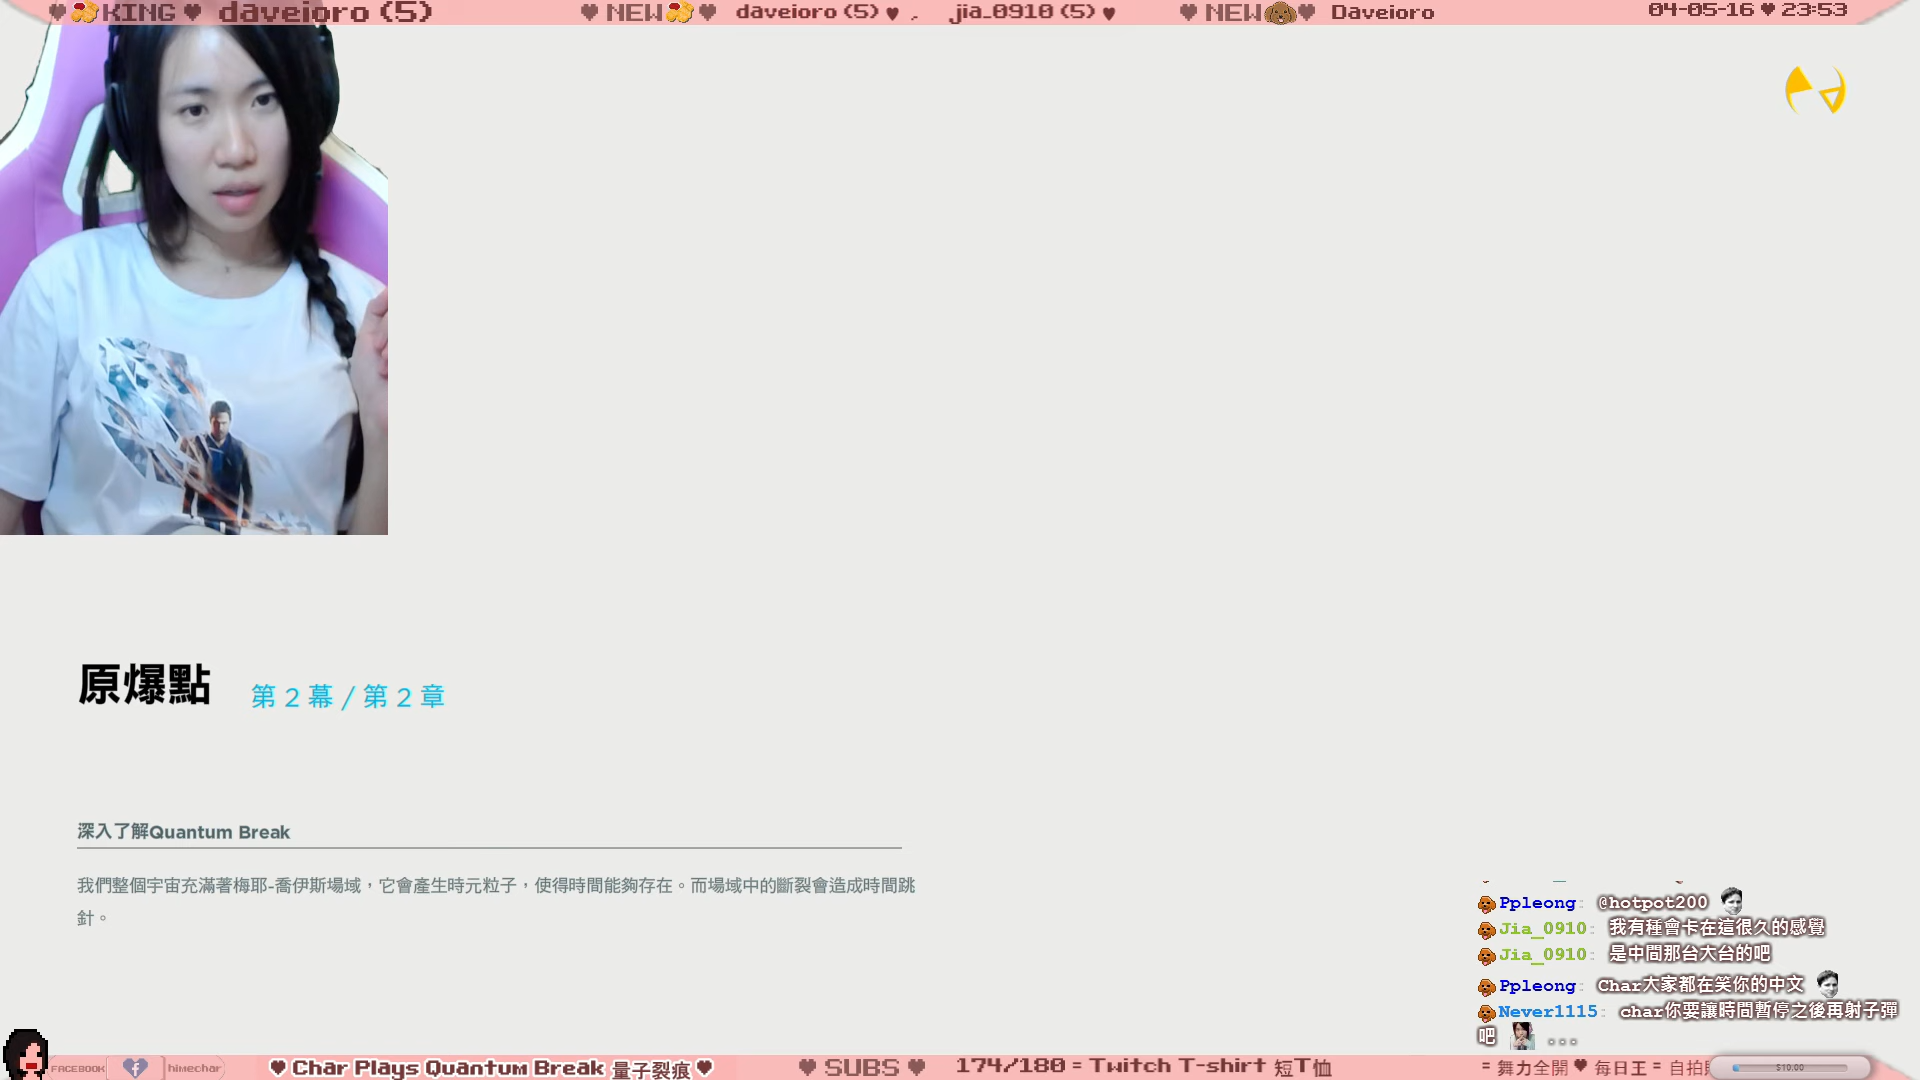 KING daveioro (5)
NEW daveioro (5) , jia_0910 (5)
NEW Daveioro
04-05-16 23:53
原爆點 第 2 幕 / 第 2 章
深入了解Quantum Break
我們整個宇宙充滿著梅耶-喬伊斯場域，它會產生時元粒子，使得時間能夠存在。而場域中的斷裂會造成時間跳
針。
Ppleong: @hotpot200
Jia_0910: 我有種會卡在這很久的感覺
Jia_0910: 是中間那台大台的吧
Ppleong: Char大家都在笑你的中文
Never1115: char你要讓時間暫停之後再射子彈
吧 ...
FACEBOOK himechar
Char Plays Quantum Break 量子裂痕
SUBS 174/180 = Twitch T-shirt 短T恤
= 舞力全開 每日王 = 自拍
$10.00